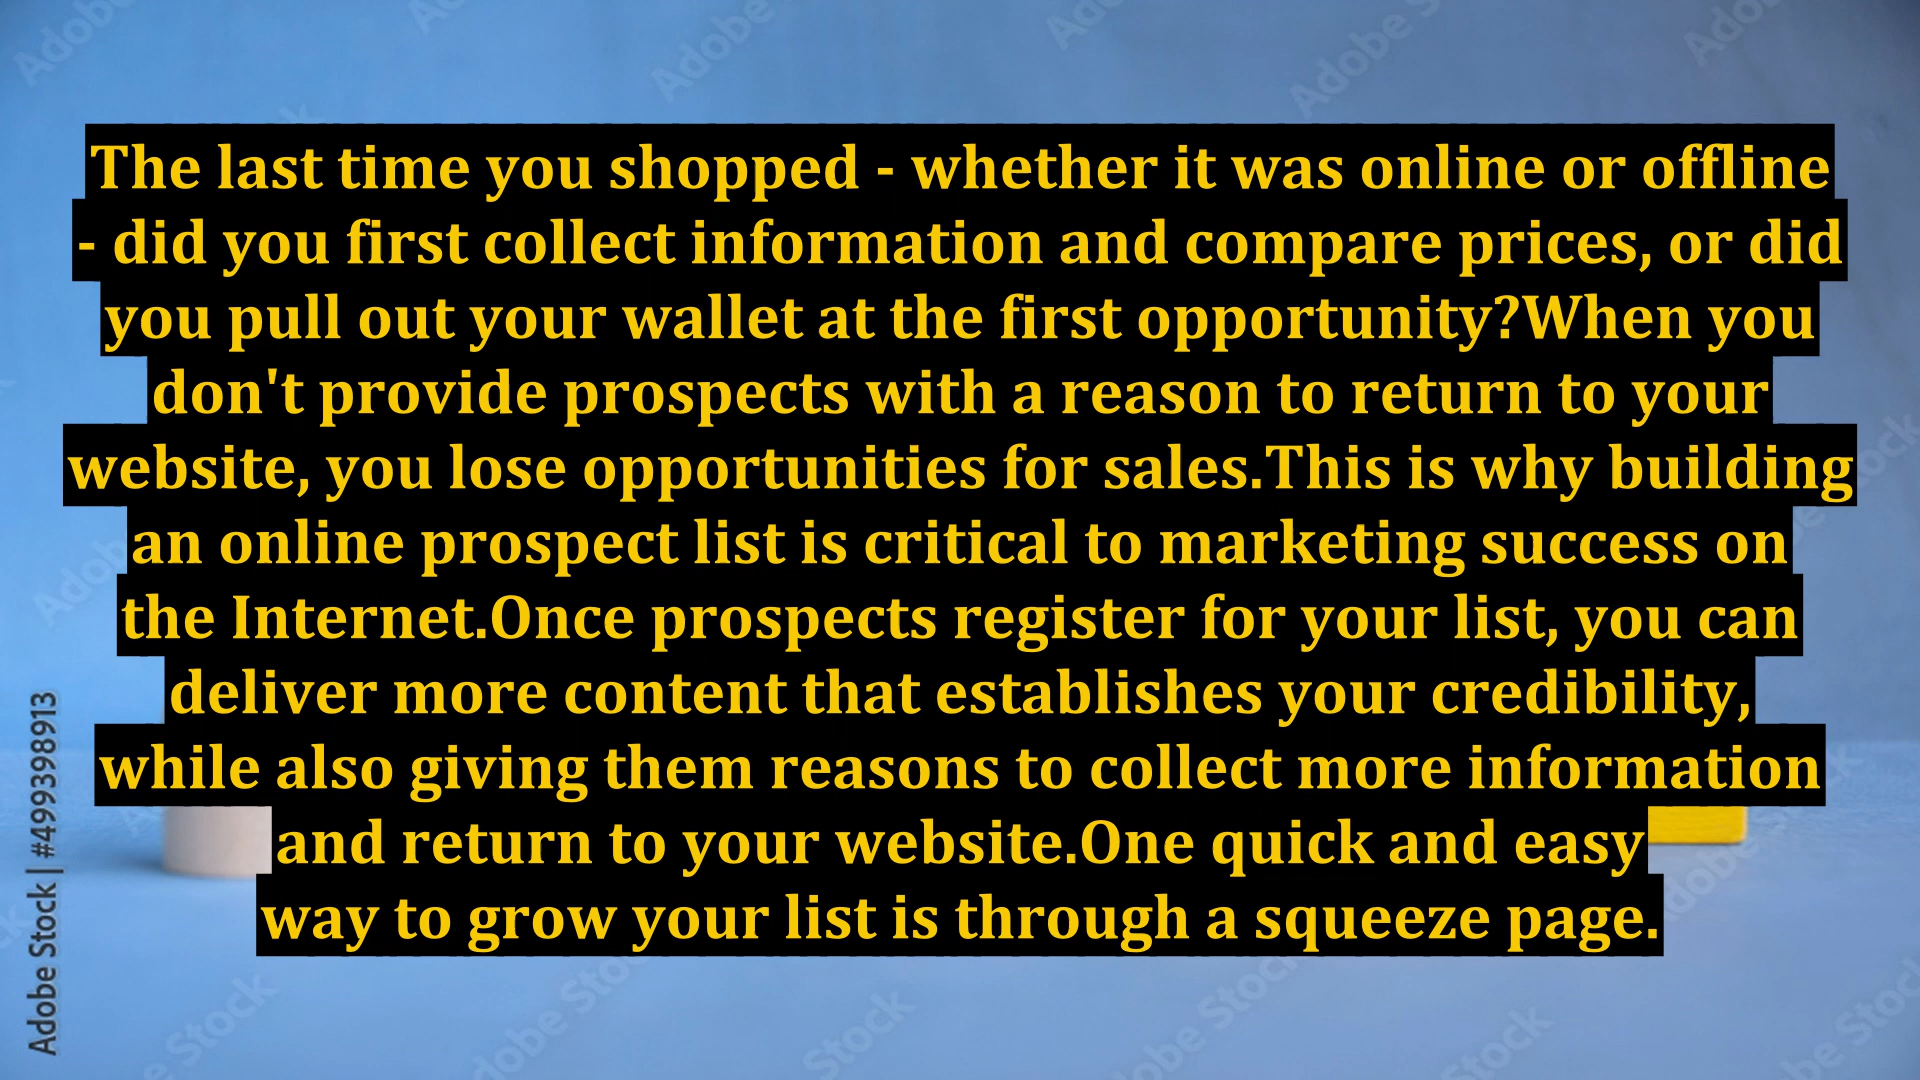 The last time you shopped - whether it was online or offline
- did you first collect information and compare prices, or did
you pull out your wallet at the first opportunity?When you
don't provide prospects with a reason to return to your
website, you lose opportunities for sales.This is why building
an online prospect list is critical to marketing success on
the Internet.Once prospects register for your list, you can
deliver more content that establishes your credibility,
while also giving them reasons to collect more information
and return to your website.One quick and easy
way to grow your list is through a squeeze page.
Adobe Stock | #499398913